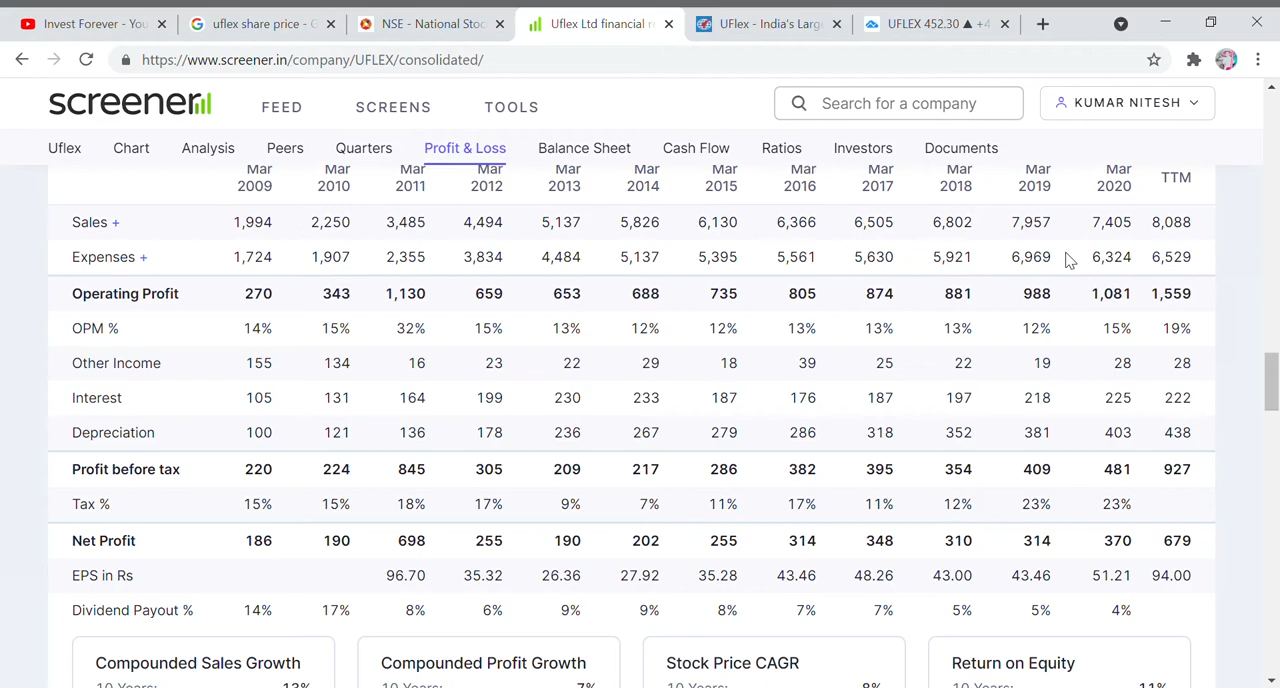 Invest Forever - You
uflex share price - G
NSE - National Stoc
Uflex Ltd financial r
UFlex - India's Larg
UFLEX 452.30 ▲ +4
https://www.screener.in/company/UFLEX/consolidated/
screener
FEED SCREENS TOOLS
Search for a company
KUMAR NITESH
Uflex Chart Analysis Peers Quarters Profit & Loss Balance Sheet Cash Flow Ratios Investors Documents
Mar Mar Mar Mar Mar Mar Mar Mar Mar Mar Mar Mar
2009 2010 2011 2012 2013 2014 2015 2016 2017 2018 2019 2020 TTM
Sales + 1,994 2,250 3,485 4,494 5,137 5,826 6,130 6,366 6,505 6,802 7,957 7,405 8,088
Expenses + 1,724 1,907 2,355 3,834 4,484 5,137 5,395 5,561 5,630 5,921 6,969 6,324 6,529
Operating Profit 270 343 1,130 659 653 688 735 805 874 881 988 1,081 1,559
OPM % 14% 15% 32% 15% 13% 12% 12% 13% 13% 13% 12% 15% 19%
Other Income 155 134 16 23 22 29 18 39 25 22 19 28 28
Interest 105 131 164 199 230 233 187 176 187 197 218 225 222
Depreciation 100 121 136 178 236 267 279 286 318 352 381 403 438
Profit before tax 220 224 845 305 209 217 286 382 395 354 409 481 927
Tax % 15% 15% 18% 17% 9% 7% 11% 17% 11% 12% 23% 23%
Net Profit 186 190 698 255 190 202 255 314 348 310 314 370 679
EPS in Rs 96.70 35.32 26.36 27.92 35.28 43.46 48.26 43.00 43.46 51.21 94.00
Dividend Payout % 14% 17% 8% 6% 9% 9% 8% 7% 7% 5% 5% 4%
Compounded Sales Growth Compounded Profit Growth Stock Price CAGR Return on Equity
10 Years: 13% 10 Years: 7% 10 Years: 8% 10 Years: 11%